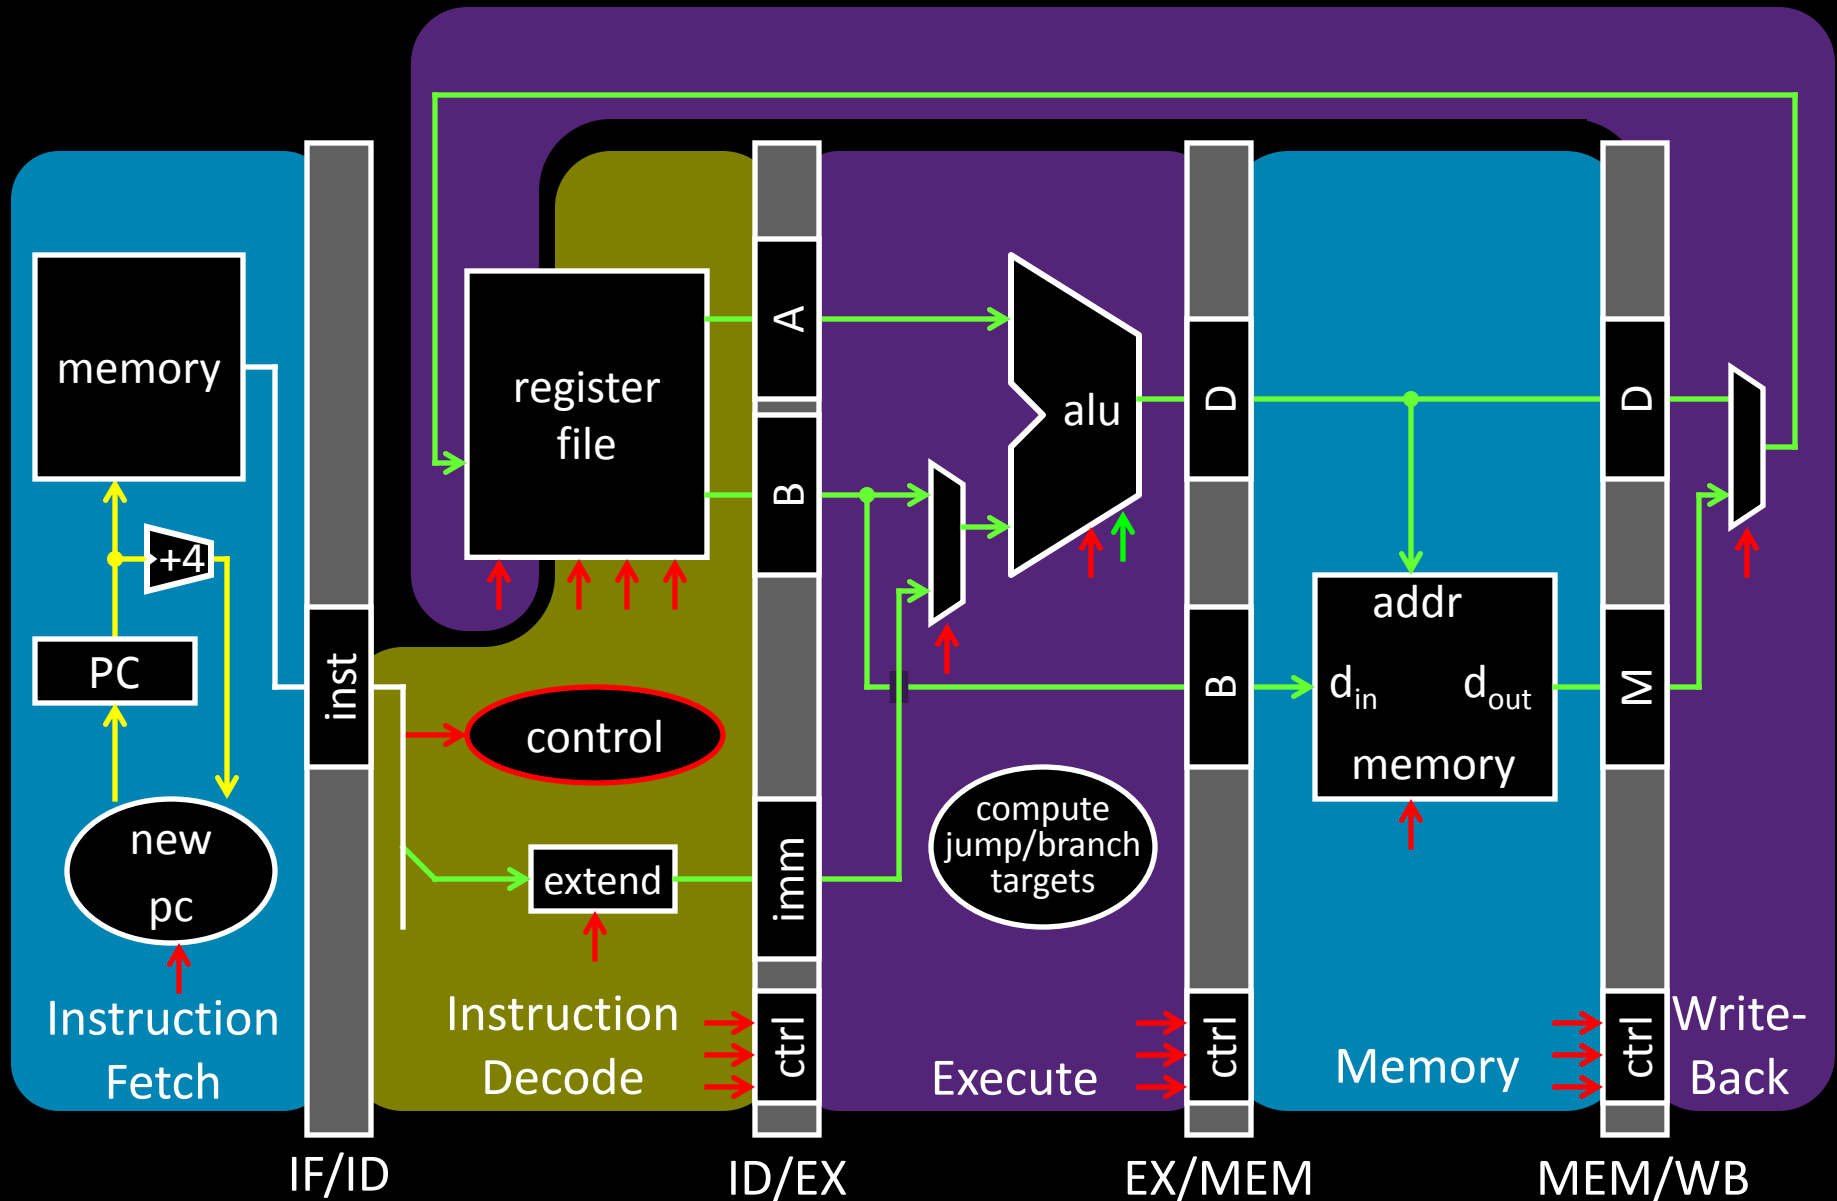 memory
+4
PC
new
pc
Instruction
Fetch
inst
IF/ID
register
file
control
extend
Instruction
Decode
A
B
imm
ctrl
ID/EX
alu
compute
jump/branch
targets
Execute
D
B
ctrl
EX/MEM
addr
din dout
memory
Memory
D
M
ctrl
MEM/WB
Write-
Back